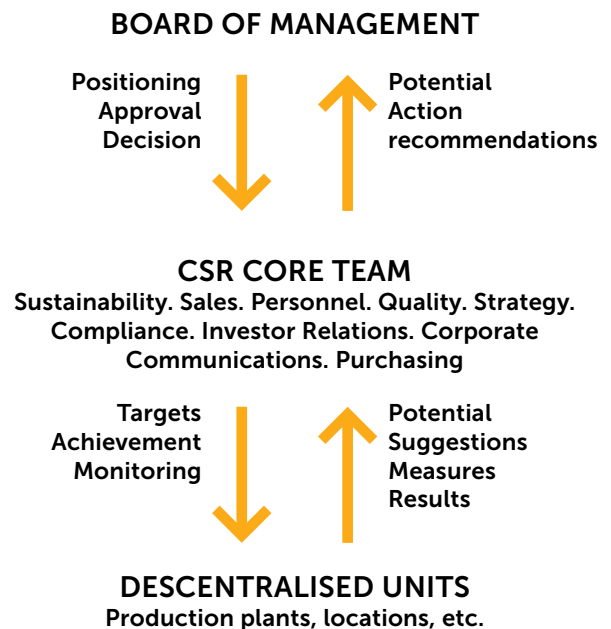 BOARD OF MANAGEMENT
Positioning
Approval
Decision
Potential
Action
recommendations
CSR CORE TEAM
Sustainability. Sales. Personnel. Quality. Strategy.
Compliance. Investor Relations. Corporate
Communications. Purchasing
Targets
Achievement
Monitoring
Potential
Suggestions
Measures
Results
DESCENTRALISED UNITS
Production plants, locations, etc.